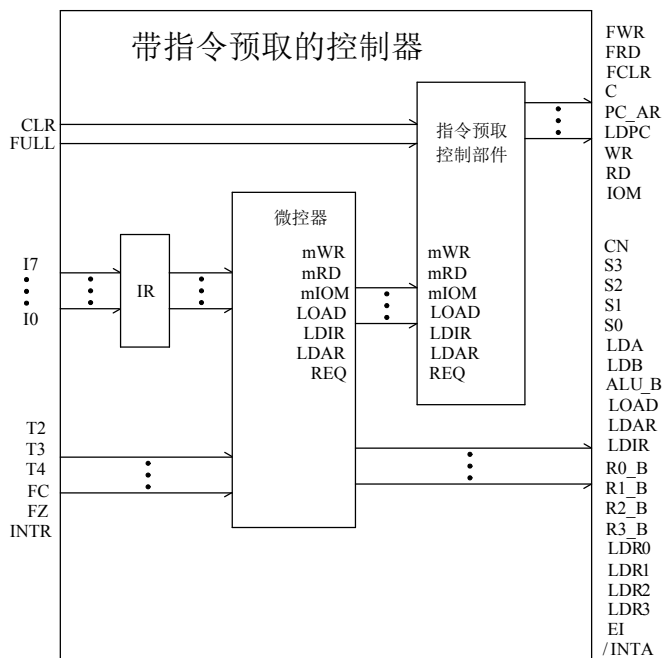 带指令预取的控制器
CLR
FULL
I7
I0
T2
T3
T4
FC
FZ
INTR
IR
微控器
mWR
mRD
mIOM
LOAD
LDIR
LDAR
REQ
指令预取
控制部件
mWR
mRD
mIOM
LOAD
LDIR
LDAR
REQ
FWR
FRD
FCLR
C
PC_AR
LDPC
WR
RD
IOM
CN
S3
S2
S1
S0
LDA
LDB
ALU_B
LOAD
LDAR
LDIR
R0_B
R1_B
R2_B
R3_B
LDR0
LDR1
LDR2
LDR3
EI
/INTA